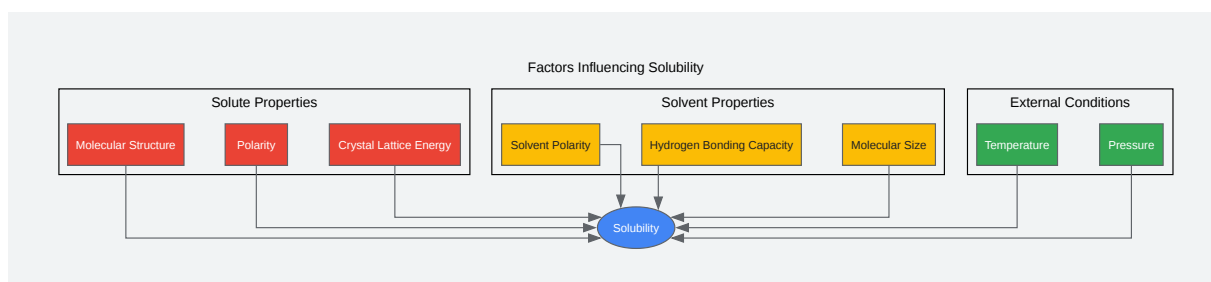 Factors Influencing Solubility
Solute Properties
Molecular Structure
Polarity
Crystal Lattice Energy
Solvent Properties
Solvent Polarity
Hydrogen Bonding Capacity
Molecular Size
External Conditions
Temperature
Pressure
Solubility